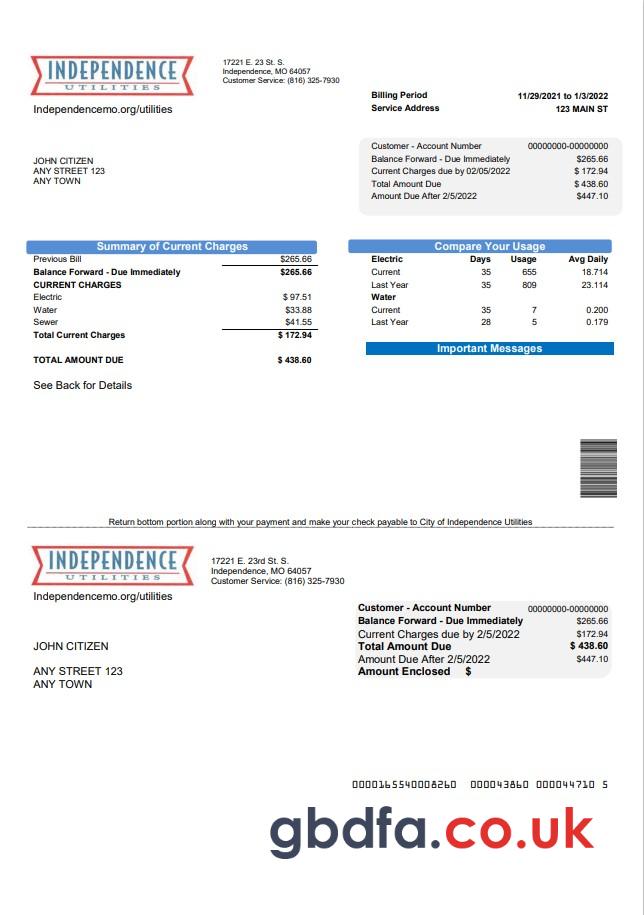 INDEPENDENCE
UTILITIES
17221 E. 23 St. S.
Independence, MO 64057
Customer Service: (816) 325-7930
Independencemo.org/utilities
Billing Period 11/29/2021 to 1/3/2022
Service Address 123 MAIN ST
JOHN CITIZEN
ANY STREET 123
ANY TOWN
Customer - Account Number 00000000-00000000
Balance Forward - Due Immediately $265.66
Current Charges due by 02/05/2022 $ 172.94
Total Amount Due $ 438.60
Amount Due After 2/5/2022 $447.10
Summary of Current Charges
Previous Bill $265.66
Balance Forward - Due Immediately $265.66
CURRENT CHARGES
Electric $ 97.51
Water $33.88
Sewer $41.55
Total Current Charges $ 172.94
TOTAL AMOUNT DUE $ 438.60
See Back for Details
Compare Your Usage
Electric Days Usage Avg Daily
Current 35 655 18.714
Last Year 35 809 23.114
Water
Current 35 7 0.200
Last Year 28 5 0.179
Important Messages
Return bottom portion along with your payment and make your check payable to City of Independence Utilities
INDEPENDENCE
UTILITIES
17221 E. 23rd St. S.
Independence, MO 64057
Customer Service: (816) 325-7930
Independencemo.org/utilities
JOHN CITIZEN
ANY STREET 123
ANY TOWN
Customer - Account Number 00000000-00000000
Balance Forward - Due Immediately $265.66
Current Charges due by 2/5/2022 $172.94
Total Amount Due $ 438.60
Amount Due After 2/5/2022 $447.10
Amount Enclosed $
0000165540008260 000043860 000044710 5
gbdfa.co.uk